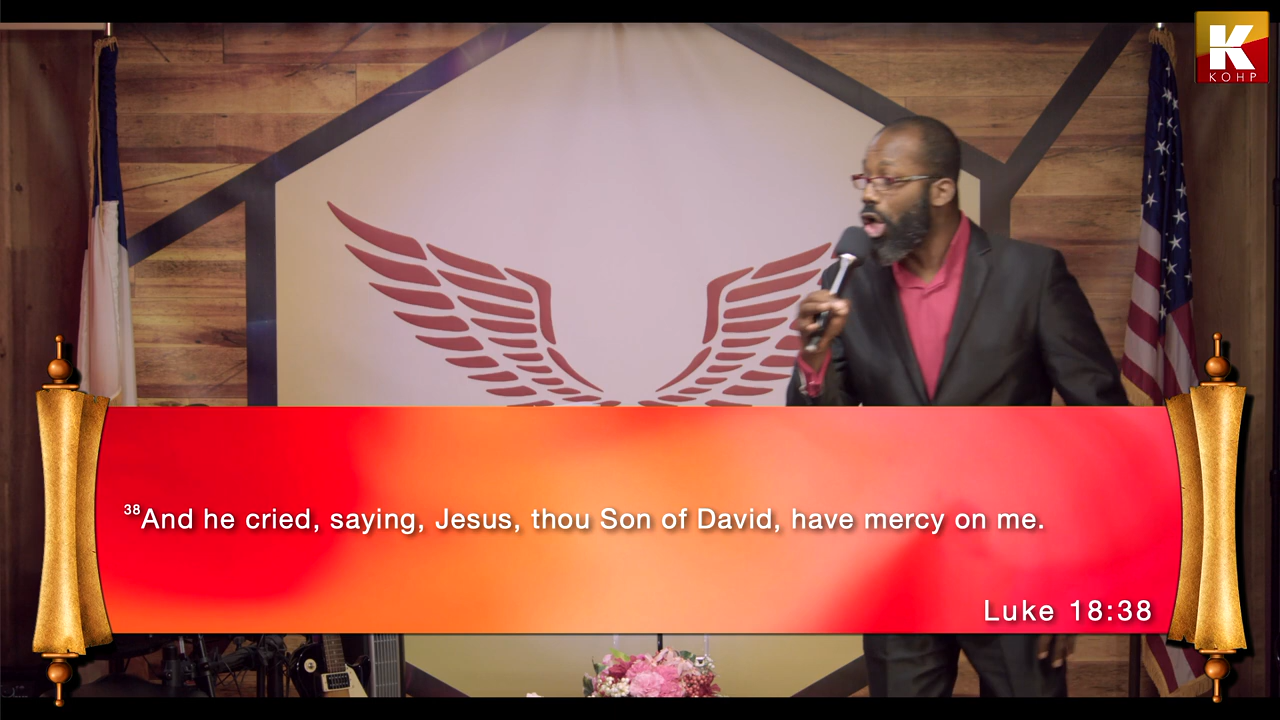 K
KOHP
38And he cried, saying, Jesus, thou Son of David, have mercy on me.
Luke 18:38